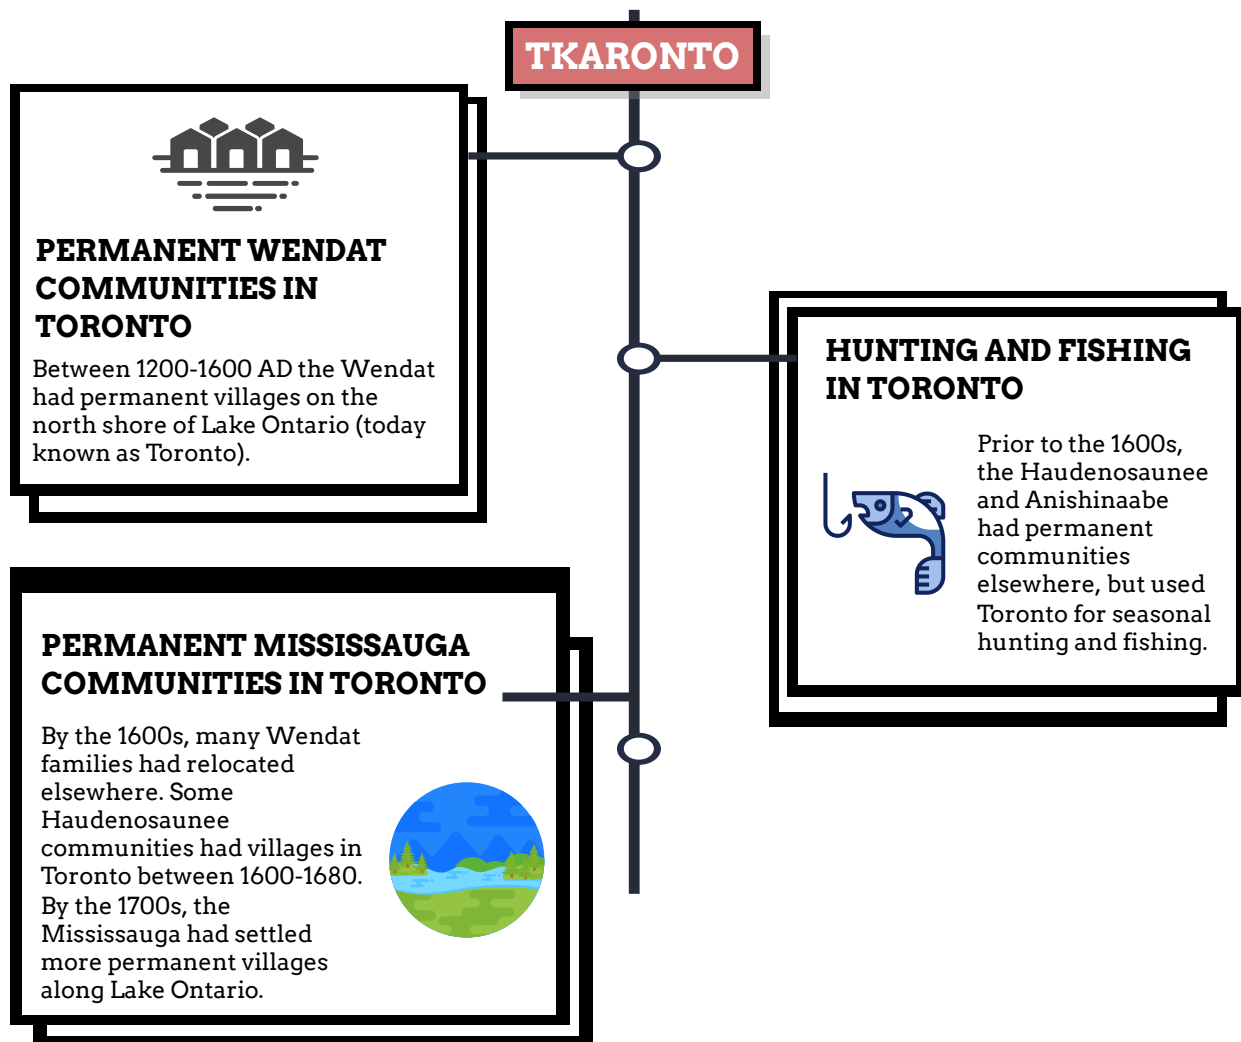 TKARONTO
PERMANENT WENDAT
COMMUNITIES IN
TORONTO
Between 1200-1600 AD the Wendat
had permanent villages on the
north shore of Lake Ontario (today
known as Toronto).
HUNTING AND FISHING
IN TORONTO
Prior to the 1600s,
the Haudenosaunee
and Anishinaabe
had permanent
communities
elsewhere, but used
Toronto for seasonal
hunting and fishing.
PERMANENT MISSISSAUGA
COMMUNITIES IN TORONTO
By the 1600s, many Wendat
families had relocated
elsewhere. Some
Haudenosaunee
communities had villages in
Toronto between 1600-1680.
By the 1700s, the
Mississauga had settled
more permanent villages
along Lake Ontario.